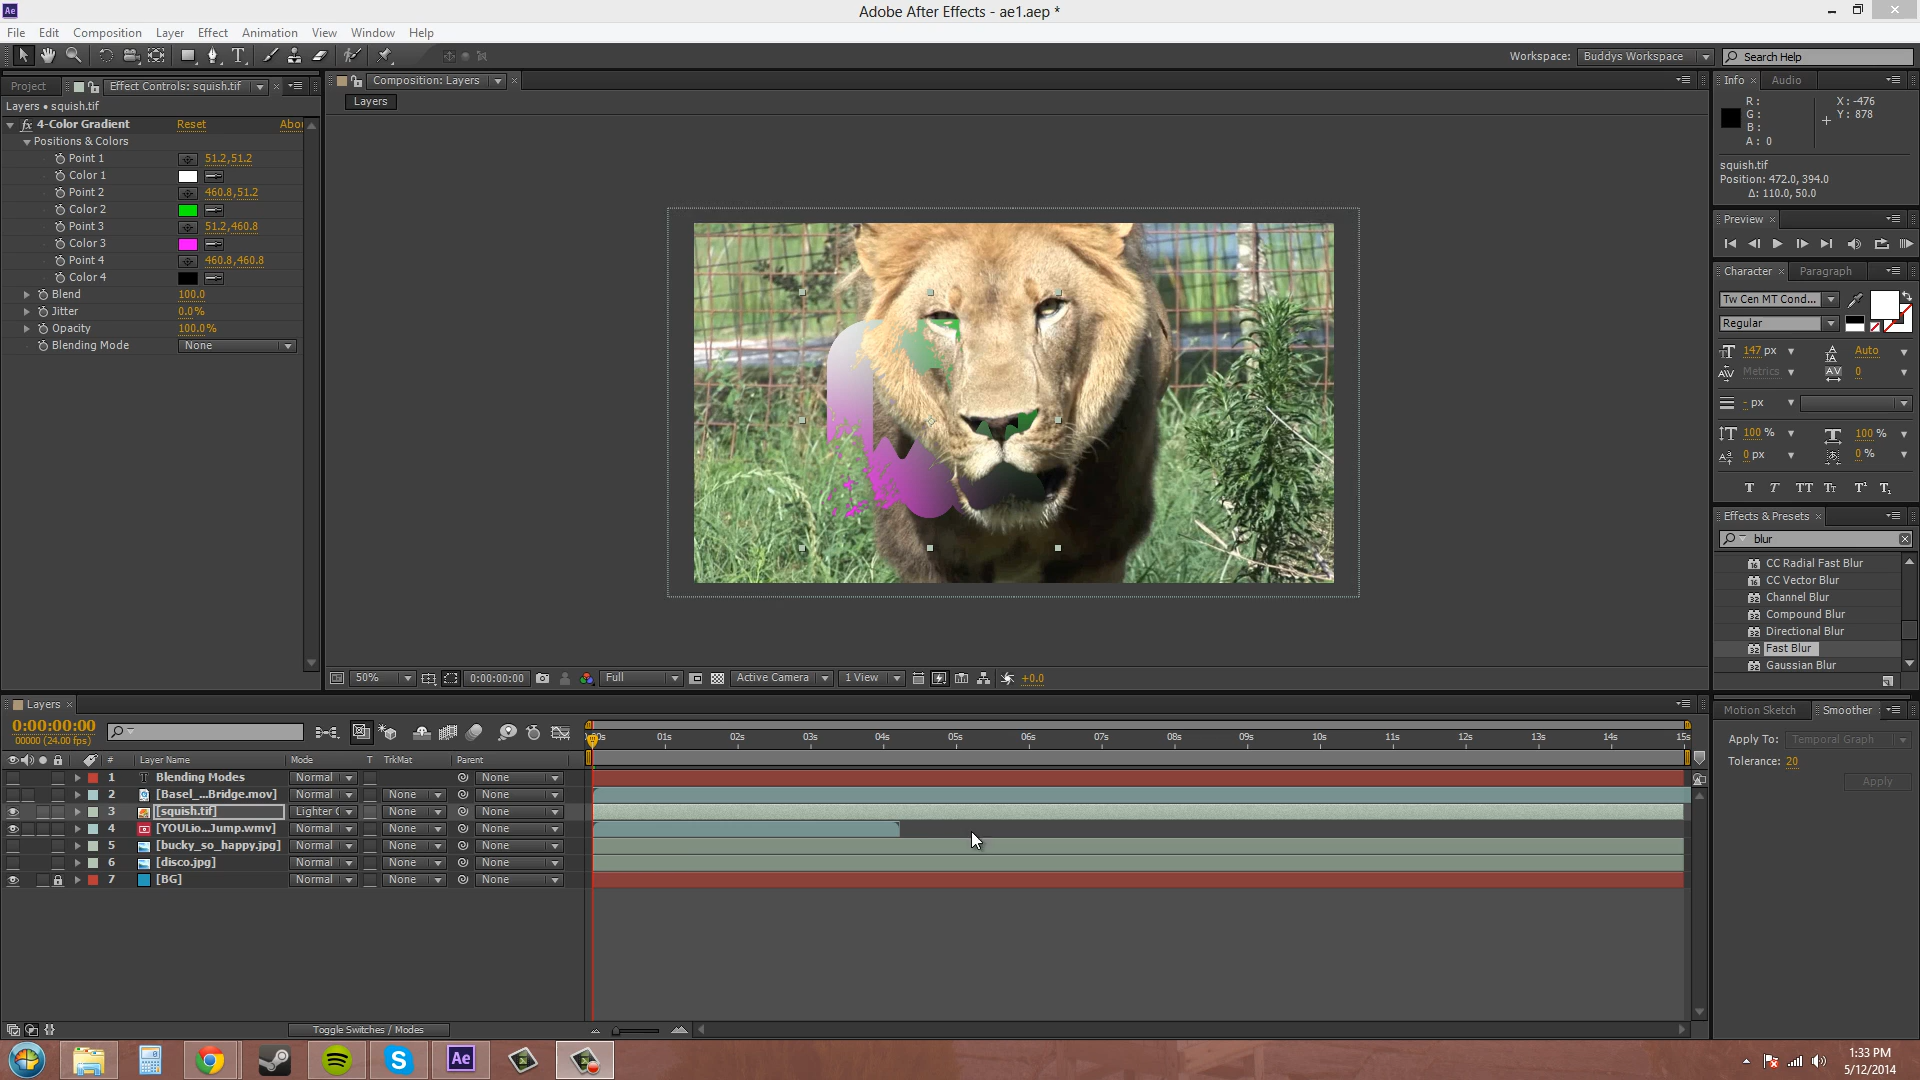 Ae Adobe After Effects - ae1.aep *
File Edit Composition Layer Effect Animation View Window Help
T Workspace: Buddys Workspace Search Help
Project Effect Controls: squish.tif
Layers • squish.tif
fx 4-Color Gradient Reset Abou
Positions & Colors
Point 1 51.2,51.2
Color 1
Point 2 460.8,51.2
Color 2
Point 3 51.2,460.8
Color 3
Point 4 460.8,460.8
Color 4
Blend 100.0
Jitter 0.0%
Opacity 100.0%
Blending Mode None
Composition: Layers
Layers
50% 0:00:00:00 Full Active Camera 1 View +0.0
Info Audio
R: X: -476
G: Y: 878
B:
A: 0
squish.tif
Position: 472.0, 394.0
Δ: 110.0, 50.0
Preview
Character Paragraph
Tw Cen MT Cond...
Regular
147 px Auto
Metrics 0
- px
100 % 100 %
0 px 0 %
T T TT Tt T¹ T₁
Effects & Presets
blur
CC Radial Fast Blur
CC Vector Blur
Channel Blur
Compound Blur
Directional Blur
Fast Blur
Gaussian Blur
Motion Sketch Smoother
Apply To: Temporal Graph
Tolerance: 20
Apply
Layers
0:00:00:00
00000 (24.00 fps)
# Layer Name Mode T TrkMat Parent
1 T Blending Modes Normal None
2 [Basel_...Bridge.mov] Normal None None
3 [squish.tif] Lighter C None None
4 [YOULio...Jump.wmv] Normal None None
5 [bucky_so_happy.jpg] Normal None None
6 [disco.jpg] Normal None None
7 [BG] Normal None None
:00s 01s 02s 03s 04s 05s 06s 07s 08s 09s 10s 11s 12s 13s 14s 15s
Toggle Switches / Modes
Ae
1:33 PM
5/12/2014